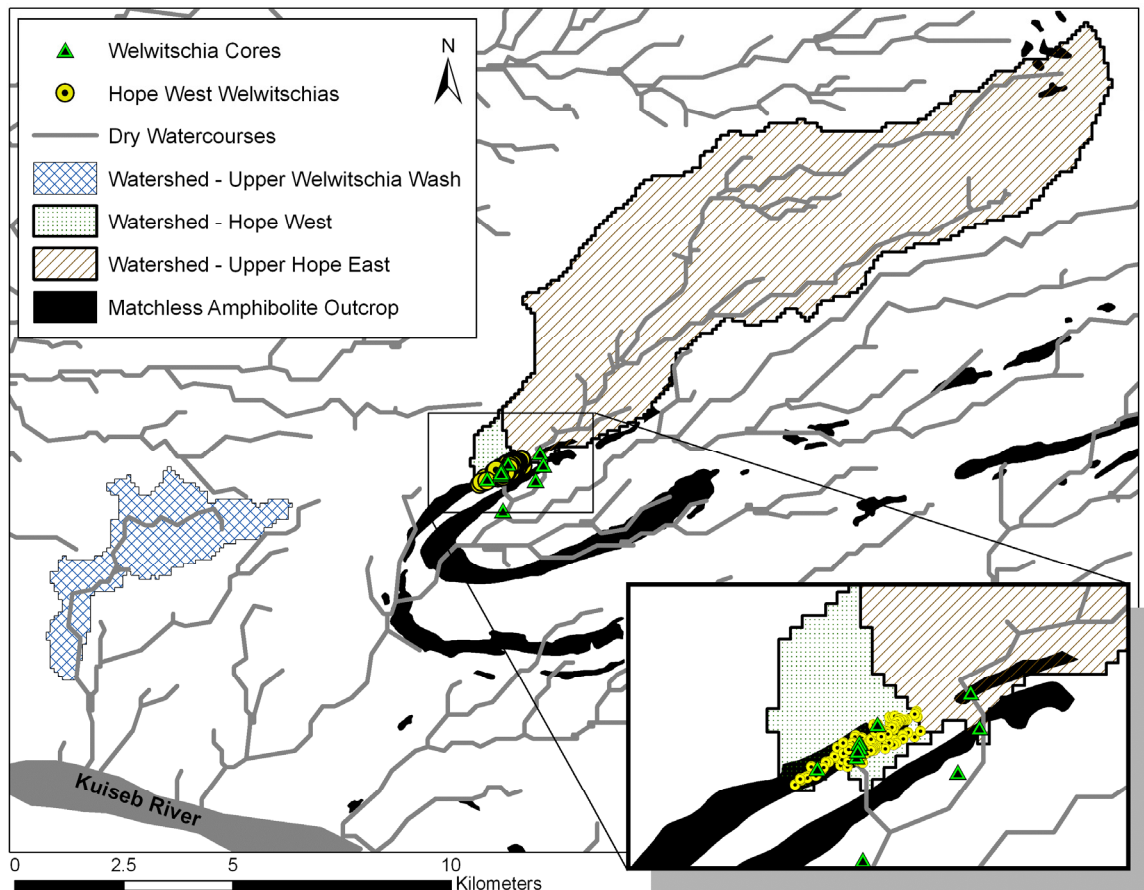 Welwitschia Cores
Hope West Welwitschias
Dry Watercourses
Watershed - Upper Welwitschia Wash
Watershed - Hope West
Watershed - Upper Hope East
Matchless Amphibolite Outcrop
N
Kuiseb River
0 2.5 5 10
Kilometers